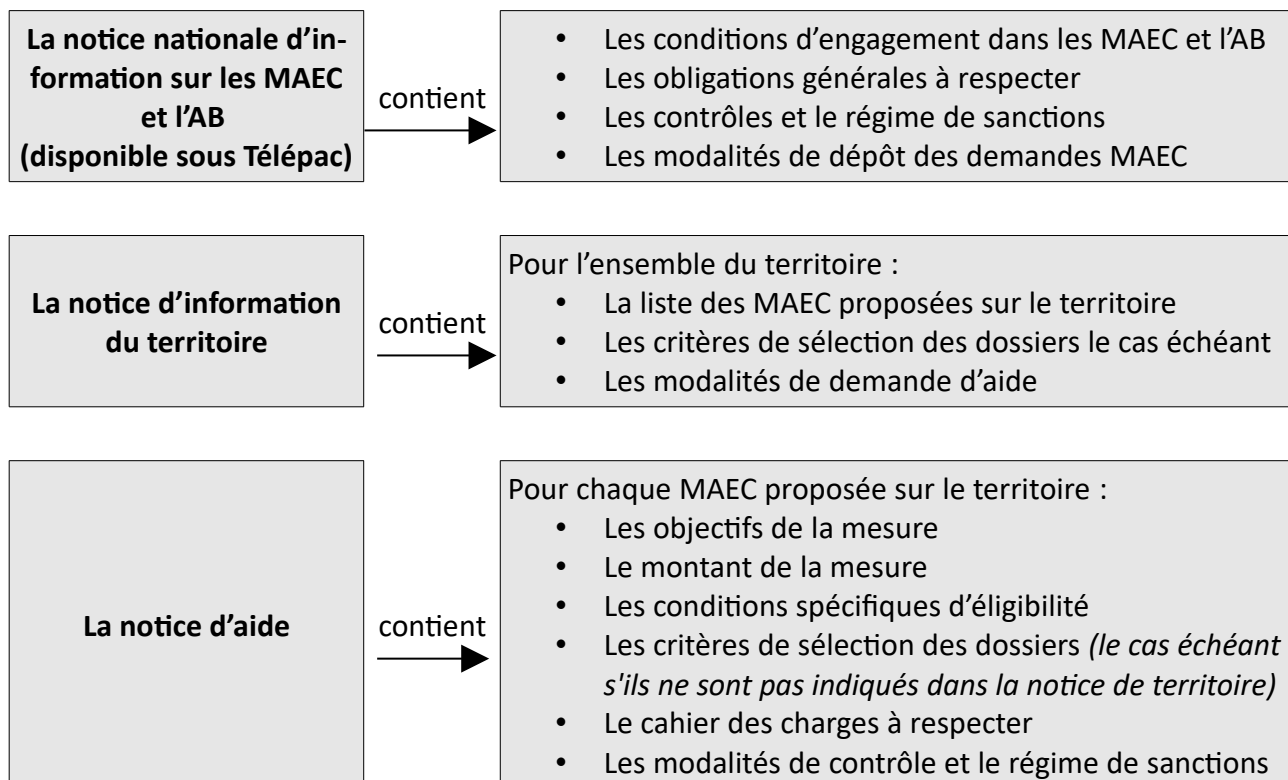 La notice nationale d’in-
formation sur les MAEC
et l’AB
(disponible sous Télépac)
contient
• Les conditions d’engagement dans les MAEC et l’AB
• Les obligations générales à respecter
• Les contrôles et le régime de sanctions
• Les modalités de dépôt des demandes MAEC
La notice d’information
du territoire
contient
Pour l’ensemble du territoire :
• La liste des MAEC proposées sur le territoire
• Les critères de sélection des dossiers le cas échéant
• Les modalités de demande d’aide
La notice d’aide
contient
Pour chaque MAEC proposée sur le territoire :
• Les objectifs de la mesure
• Le montant de la mesure
• Les conditions spécifiques d’éligibilité
• Les critères de sélection des dossiers (le cas échéant
s'ils ne sont pas indiqués dans la notice de territoire)
• Le cahier des charges à respecter
• Les modalités de contrôle et le régime de sanctions